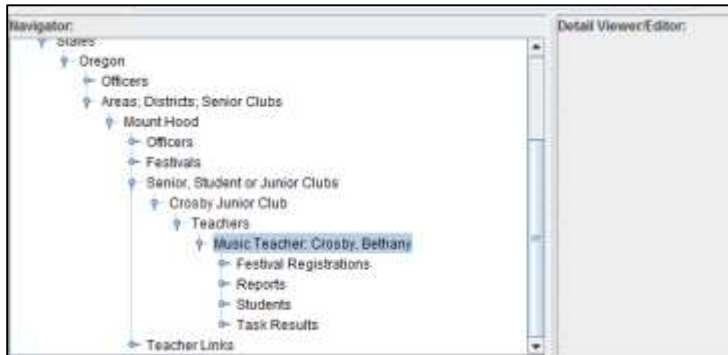 Navigator:
Detail Viewer/Editor:
States
Oregon
Officers
Areas, Districts, Senior Clubs
Mount Hood
Officers
Festivals
Senior, Student or Junior Clubs
Crosby Junior Club
Teachers
Music Teacher: Crosby, Bethany
Festival Registrations
Reports
Students
Task Results
Teacher Links